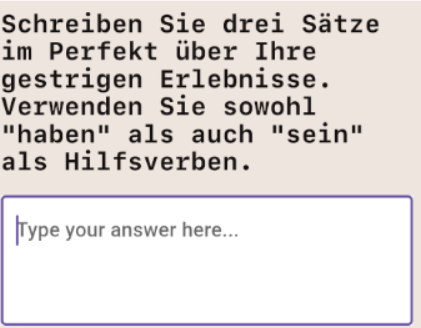 Schreiben Sie drei Sätze
im Perfekt über Ihre
gestrigen Erlebnisse.
Verwenden Sie sowohl
"haben" als auch "sein"
als Hilfsverben.
Type your answer here...